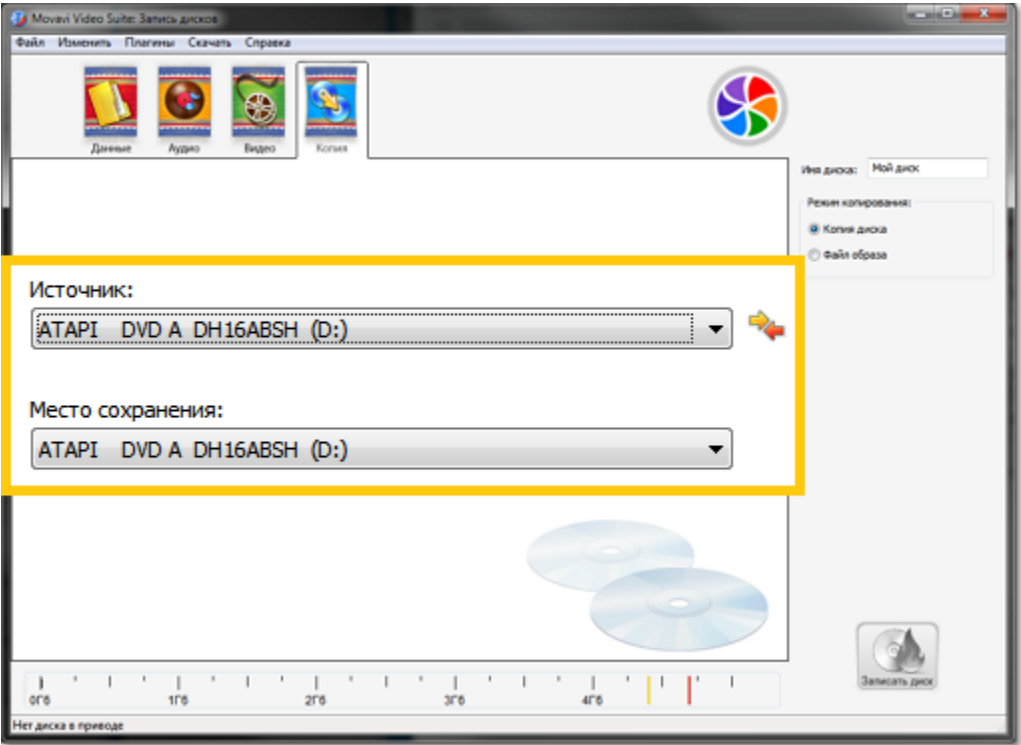 Movavi Video Suite: Запись дисков
Файл Изменить Плагины Скачать Справка
Данные Аудио Видео Копия
Имя диска: Мой диск
Режим копирования:
Копия диска
Файл образа
Источник:
ATAPI DVD A DH16ABSH (D:)
Место сохранения:
ATAPI DVD A DH16ABSH (D:)
Записать диск
0Гб 1Гб 2Гб 3Гб 4Гб
Нет диска в приводе